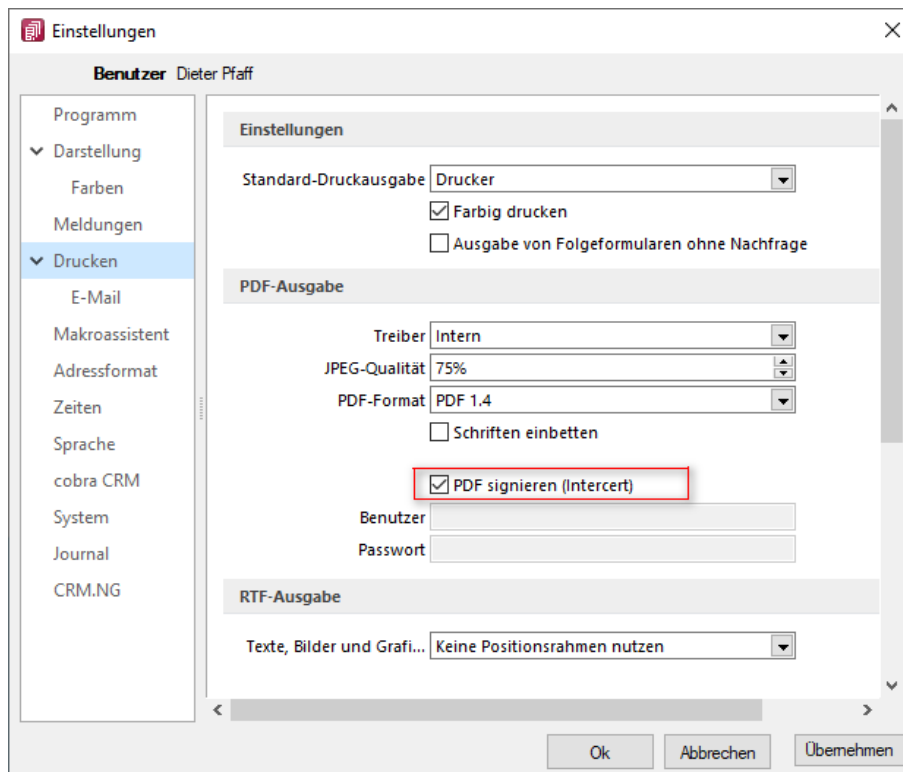 Einstellungen
Benutzer Dieter Pfaff
Programm
Darstellung
Farben
Meldungen
Drucken
E-Mail
Makroassistent
Adressformat
Zeiten
Sprache
cobra CRM
System
Journal
CRM.NG
Einstellungen
Standard-Druckausgabe Drucker
Farbig drucken
Ausgabe von Folgeformularen ohne Nachfrage
PDF-Ausgabe
Treiber Intern
JPEG-Qualität 75%
PDF-Format PDF 1.4
Schriften einbetten
PDF signieren (Intercert)
Benutzer
Passwort
RTF-Ausgabe
Texte, Bilder und Grafi... Keine Positionsrahmen nutzen
Ok Abbrechen Übernehmen